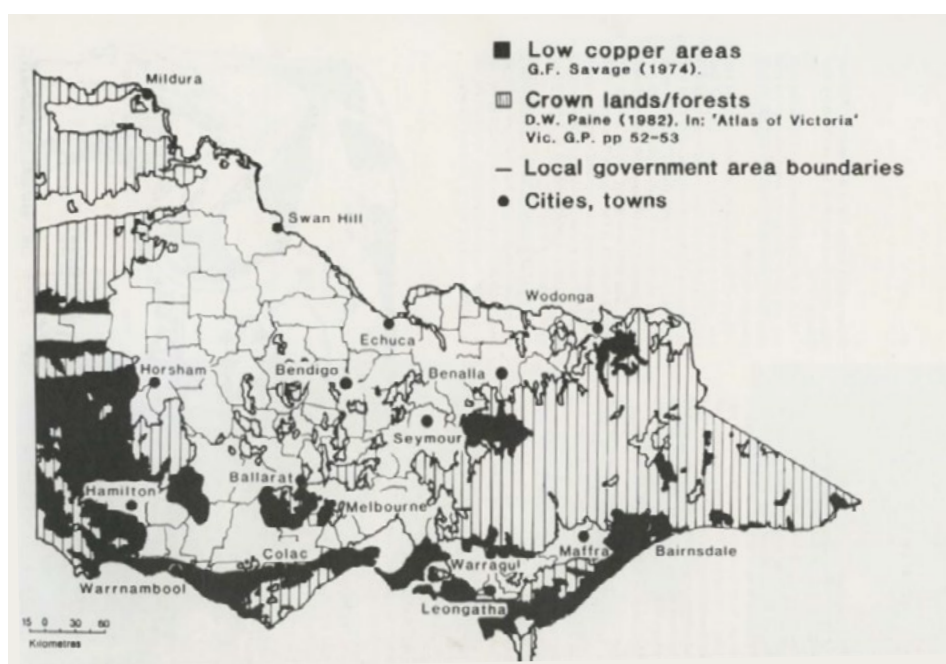 Low copper areas
G.F. Savage (1974).
Crown lands/forests
D.W. Paine (1982). In: 'Atlas of Victoria'
Vic. G.P. pp 52-53
Local government area boundaries
Cities, towns
Mildura
Swan Hill
Wodonga
Echuca
Horsham
Bendigo
Benalla
Seymour
Ballarat
Hamilton
Melbourne
Colac
Maffra
Bairnsdale
Warragul
Warrnambool
Leongatha
15 0 30 60
Kilometres